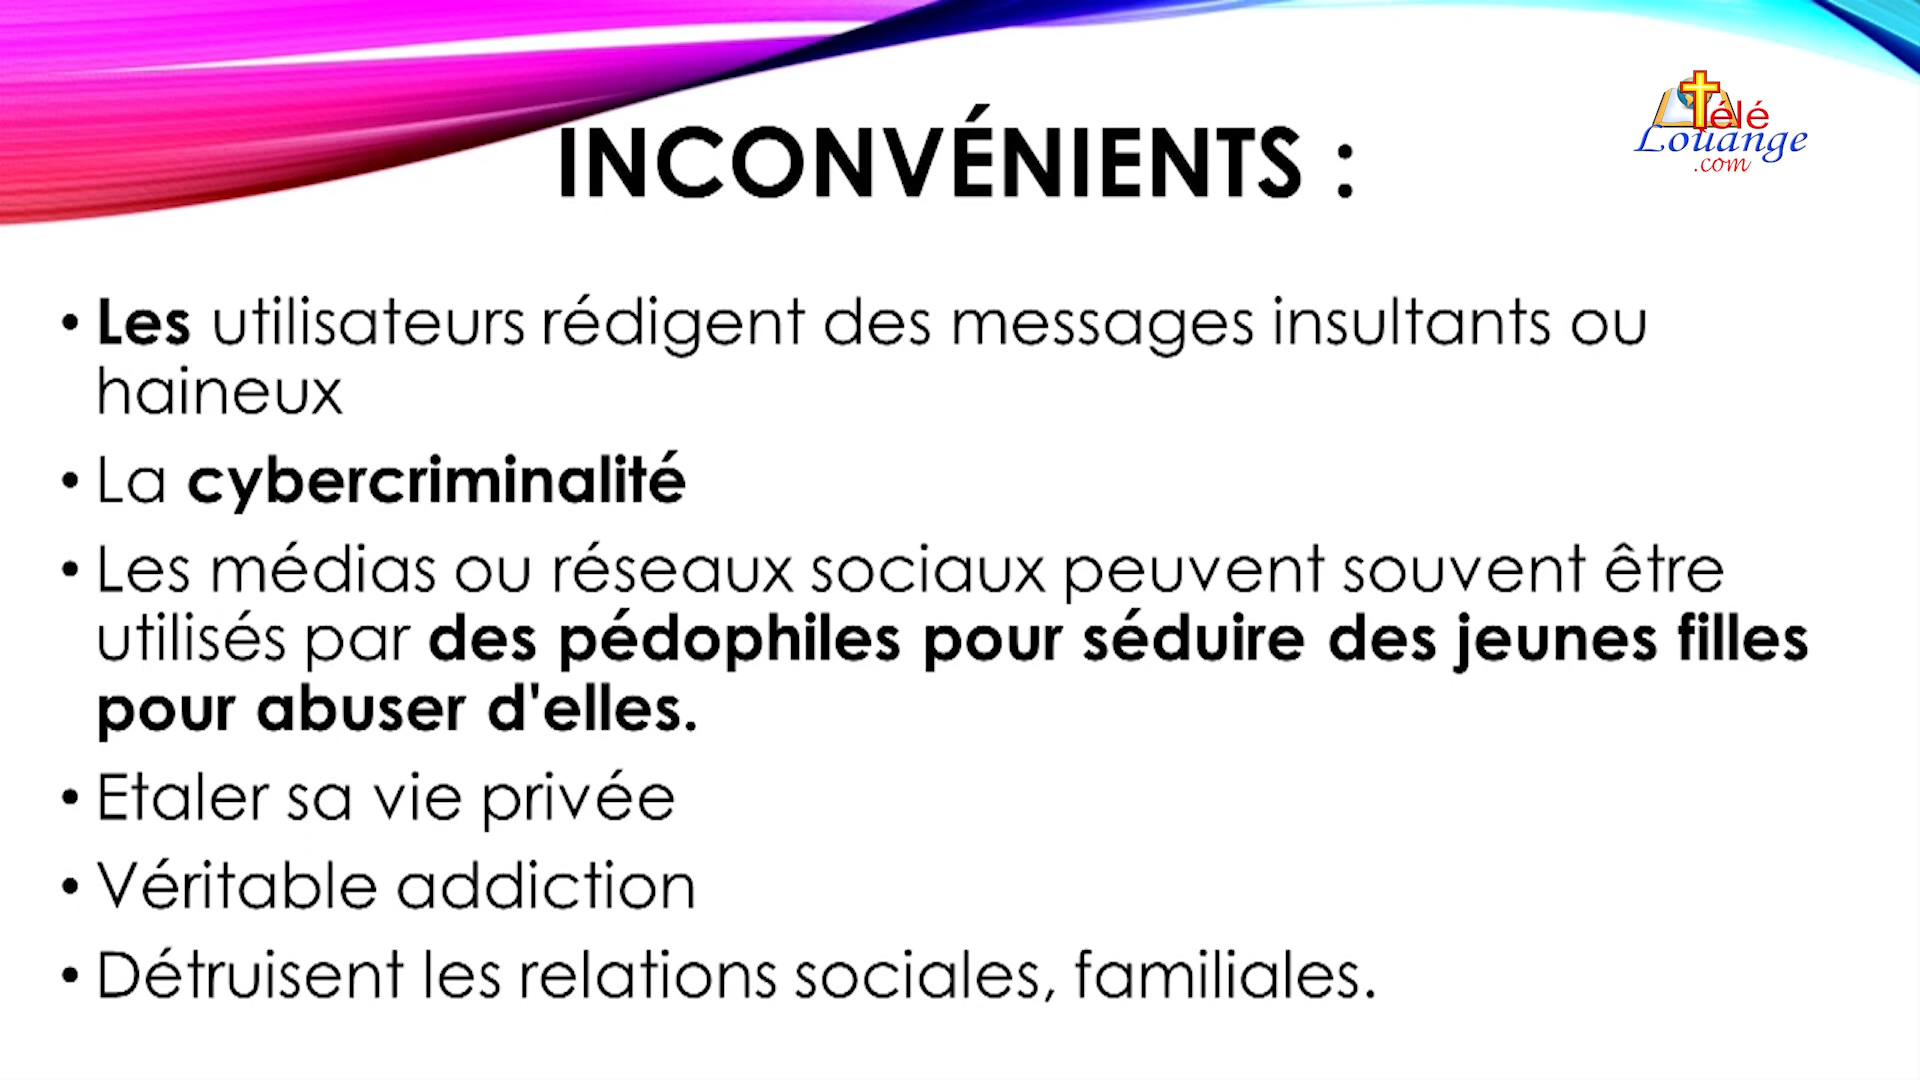 Télé
Louange
.com
INCONVÉNIENTS :
• Les utilisateurs rédigent des messages insultants ou
haineux
• La cybercriminalité
• Les médias ou réseaux sociaux peuvent souvent être
utilisés par des pédophiles pour séduire des jeunes filles
pour abuser d'elles.
• Etaler sa vie privée
• Véritable addiction
• Détruisent les relations sociales, familiales.